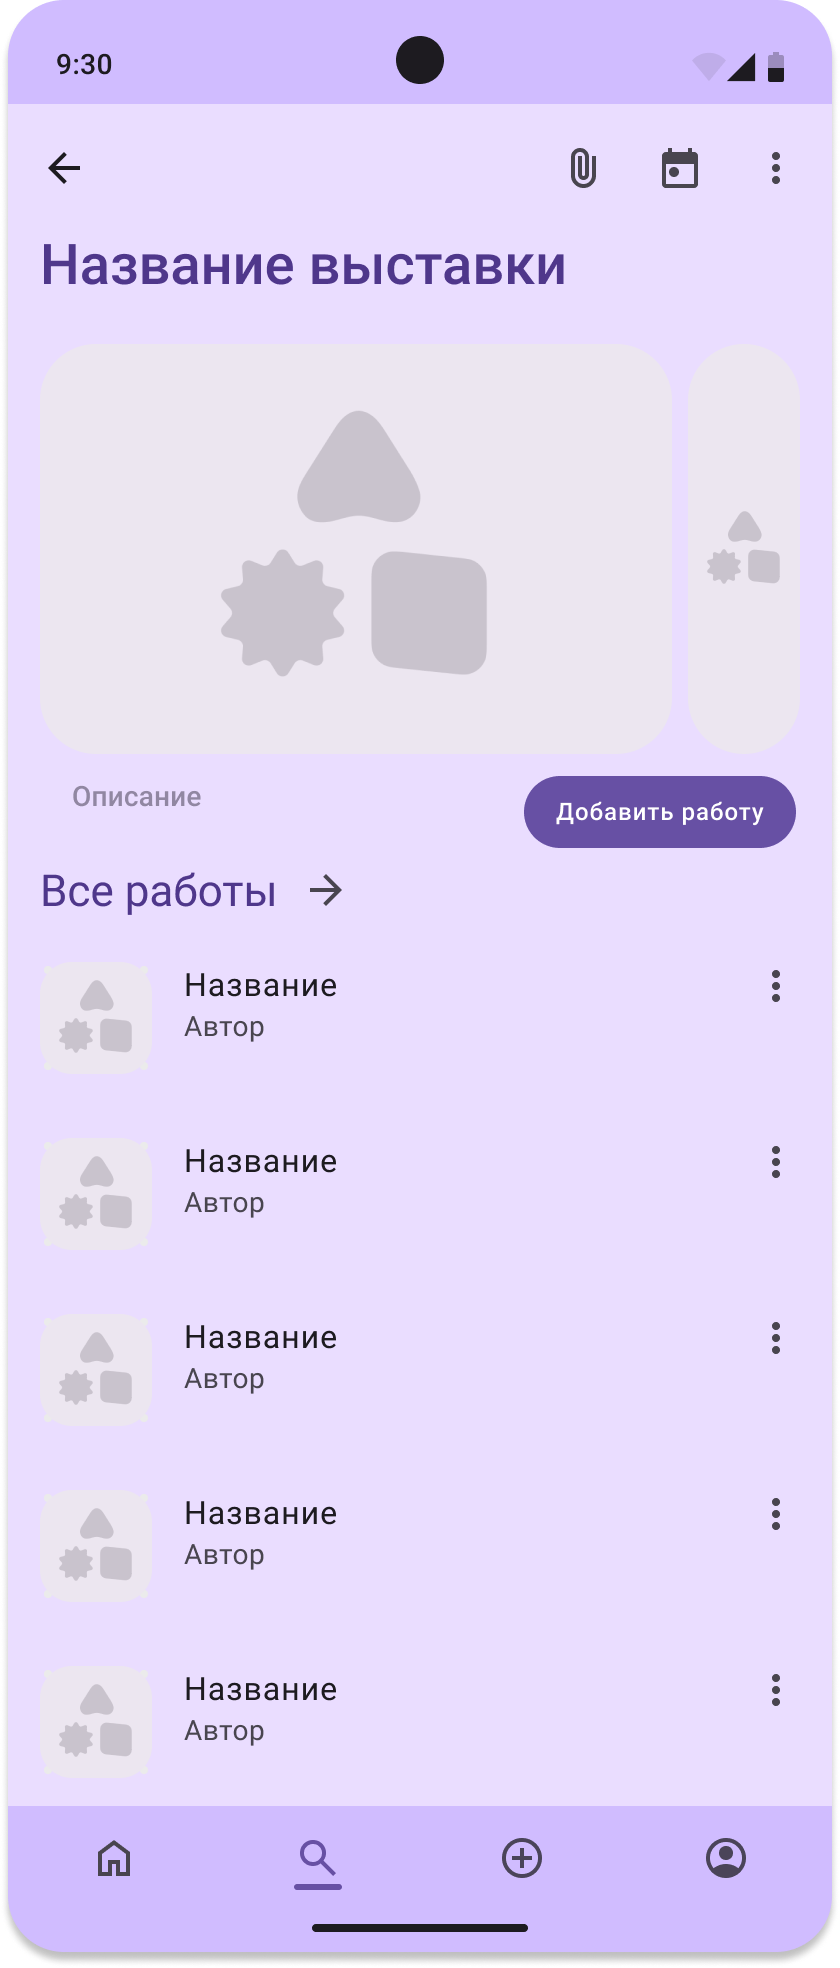 9:30
Название выставки
Описание
Добавить работу
Все работы
Название
Автор
Название
Автор
Название
Автор
Название
Автор
Название
Автор